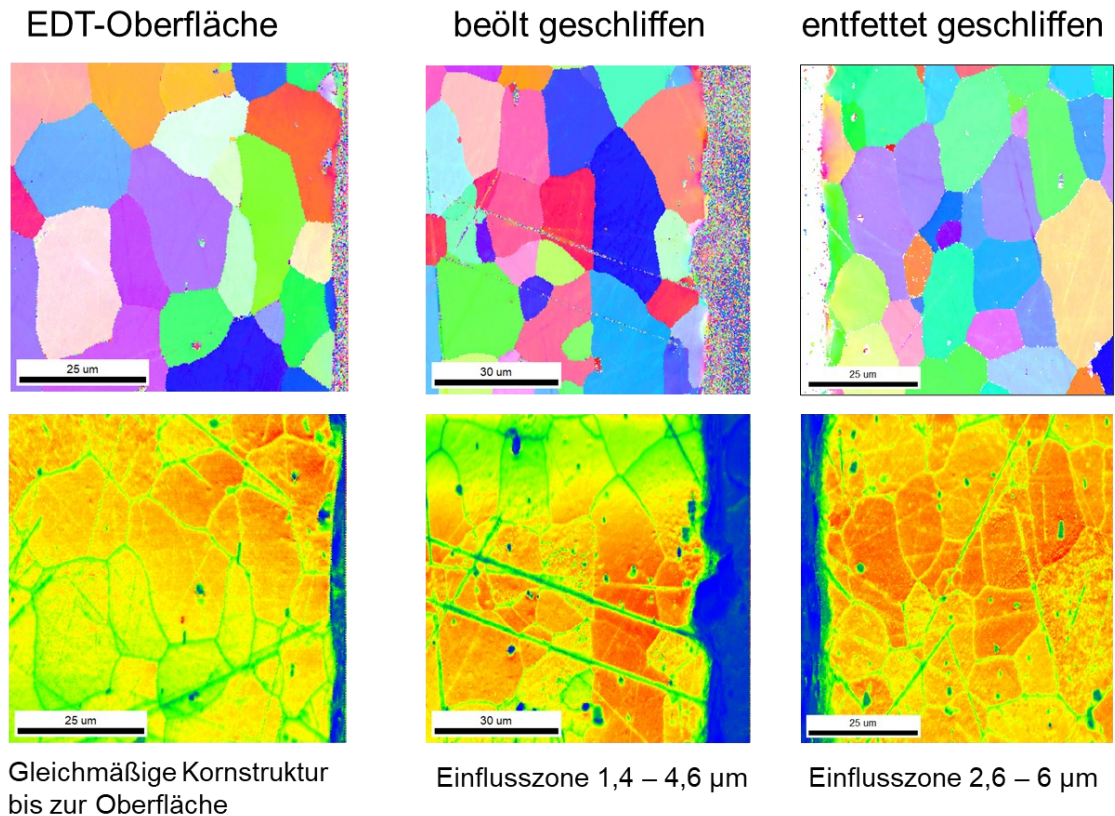 EDT-Oberfläche
beölt geschliffen
entfettet geschliffen
25 um
30 um
25 um
25 um
30 um
25 um
Gleichmäßige Kornstruktur
bis zur Oberfläche
Einflusszone 1,4 – 4,6 µm
Einflusszone 2,6 – 6 µm